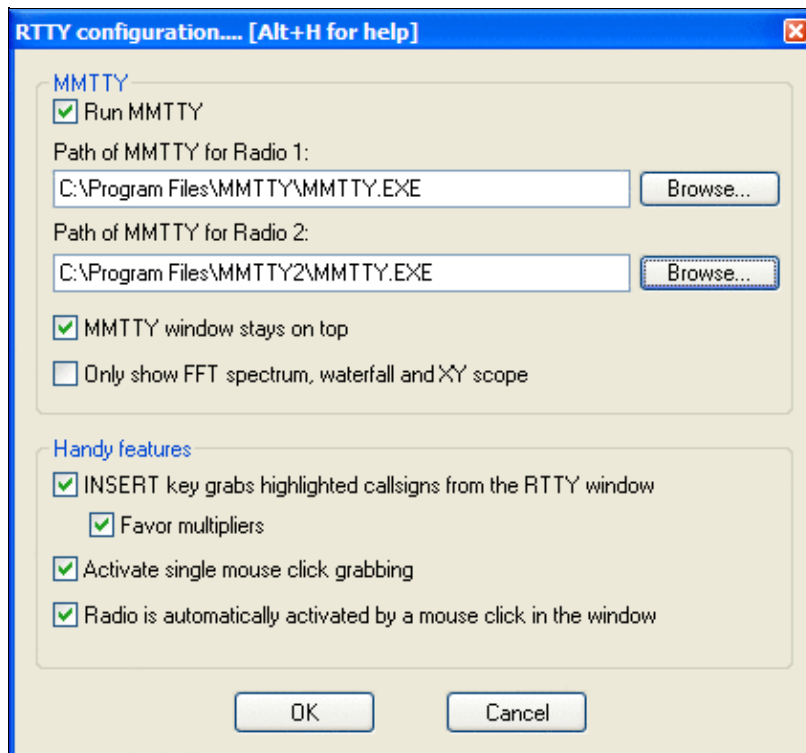 RTTY configuration.... [Alt+H for help]
MMTTY
Run MMTTY
Path of MMTTY for Radio 1:
C:\Program Files\MMTTY\MMTTY.EXE
Browse...
Path of MMTTY for Radio 2:
C:\Program Files\MMTTY2\MMTTY.EXE
Browse...
MMTTY window stays on top
Only show FFT spectrum, waterfall and XY scope
Handy features
INSERT key grabs highlighted callsigns from the RTTY window
Favor multipliers
Activate single mouse click grabbing
Radio is automatically activated by a mouse click in the window
OK
Cancel